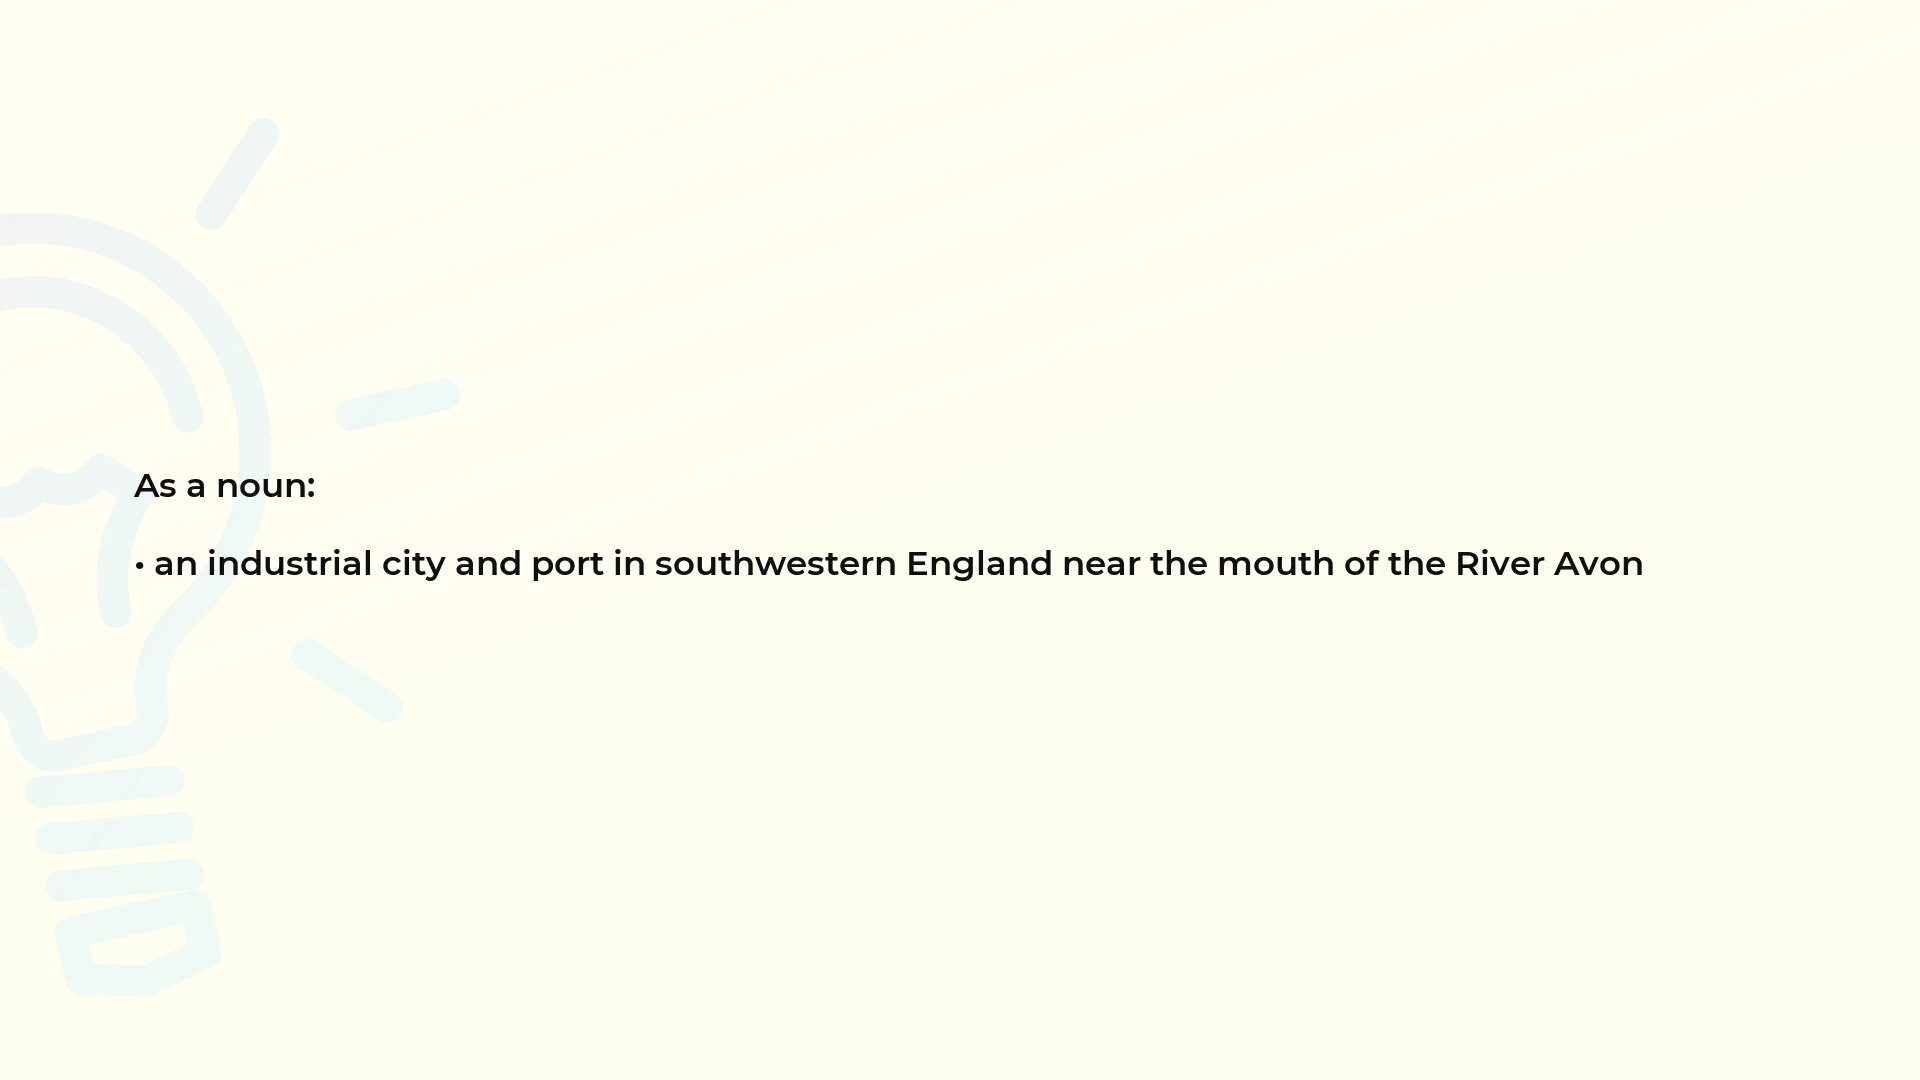 As a noun:
• an industrial city and port in southwestern England near the mouth of the River Avon